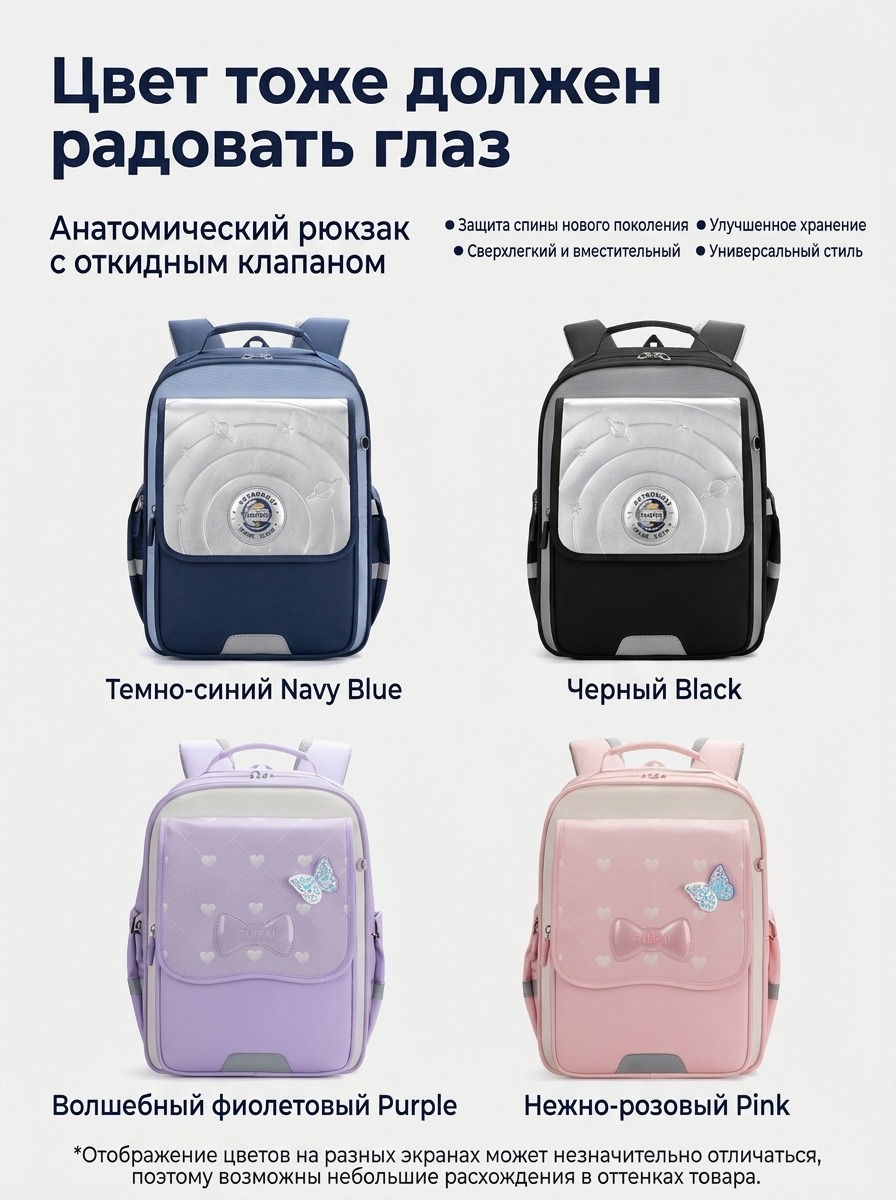 Цвет тоже должен
радовать глаз
Анатомический рюкзак
с откидным клапаном
● Защита спины нового поколения ● Улучшенное хранение
● Сверхлегкий и вместительный ● Универсальный стиль
Темно-синий Navy Blue
Черный Black
Волшебный фиолетовый Purple
Нежно-розовый Pink
*Отображение цветов на разных экранах может незначительно отличаться,
поэтому возможны небольшие расхождения в оттенках товара.